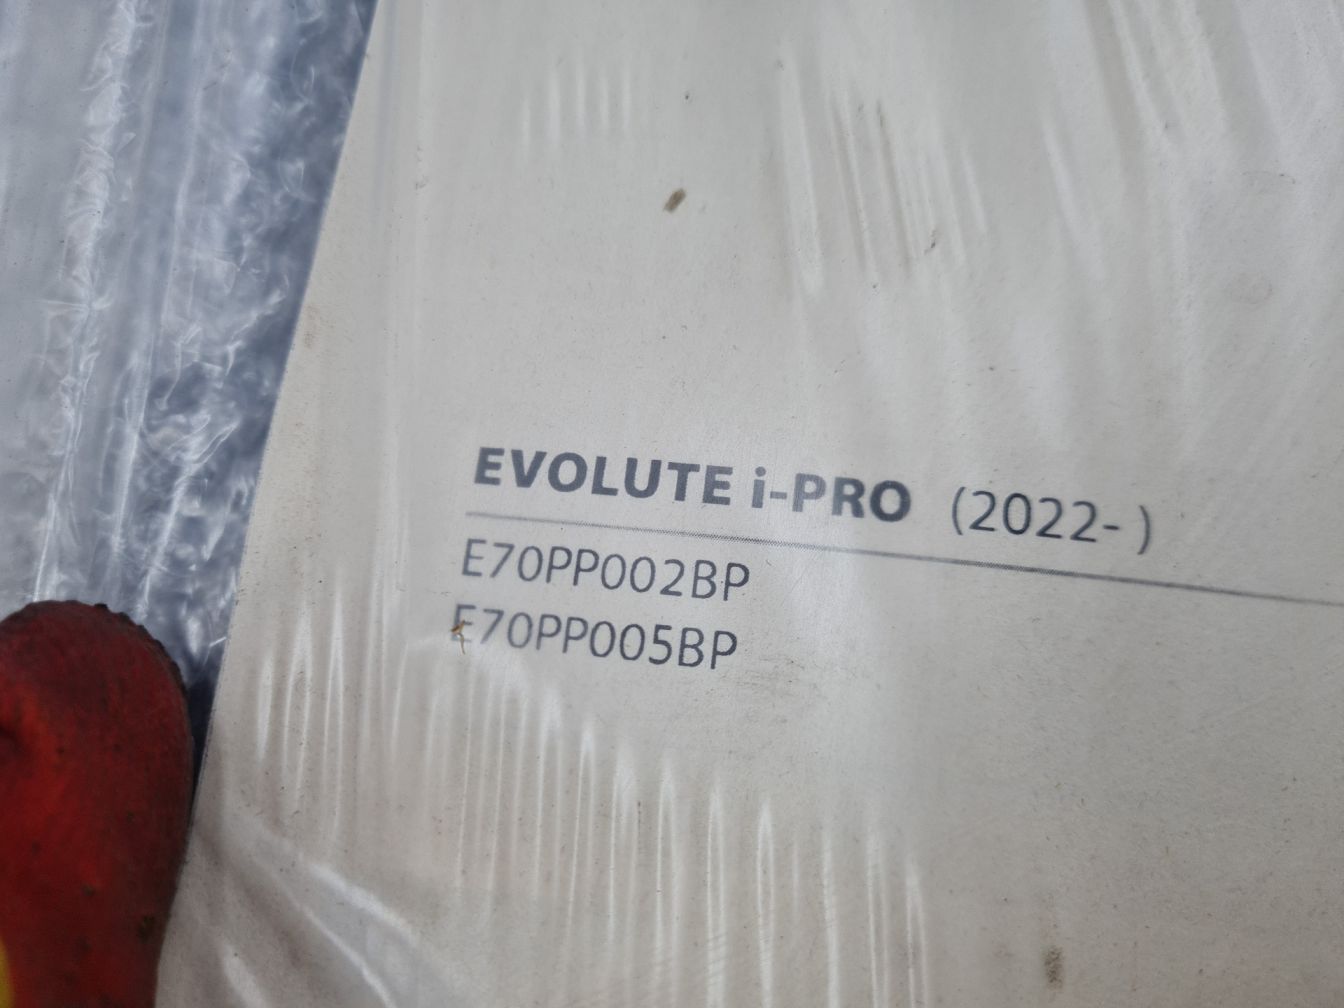 EVOLUTE i-PRO (2022- )
E70PP002BP
E70PP005BP